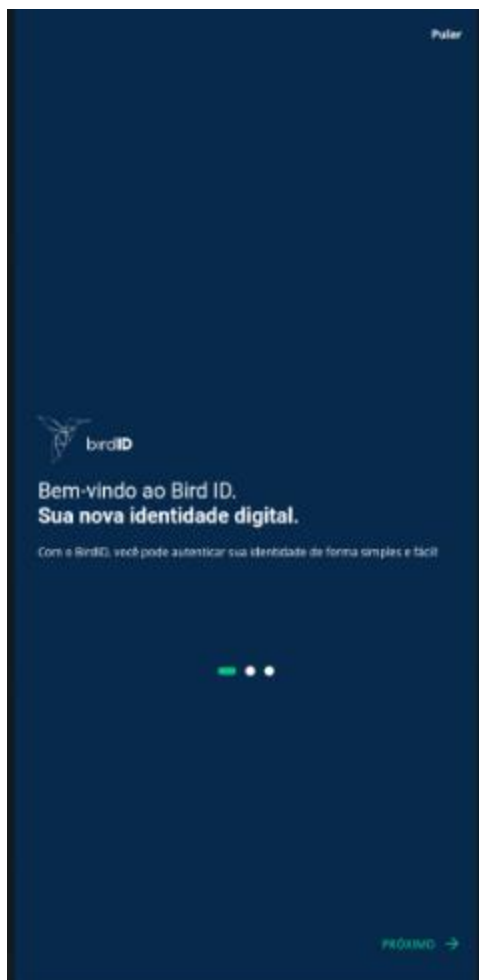 Pular
birdID
Bem-vindo ao Bird ID.
Sua nova identidade digital.
Com o BirdID, você pode autenticar sua identidade de forma simples e fácil!
PRÓXIMO